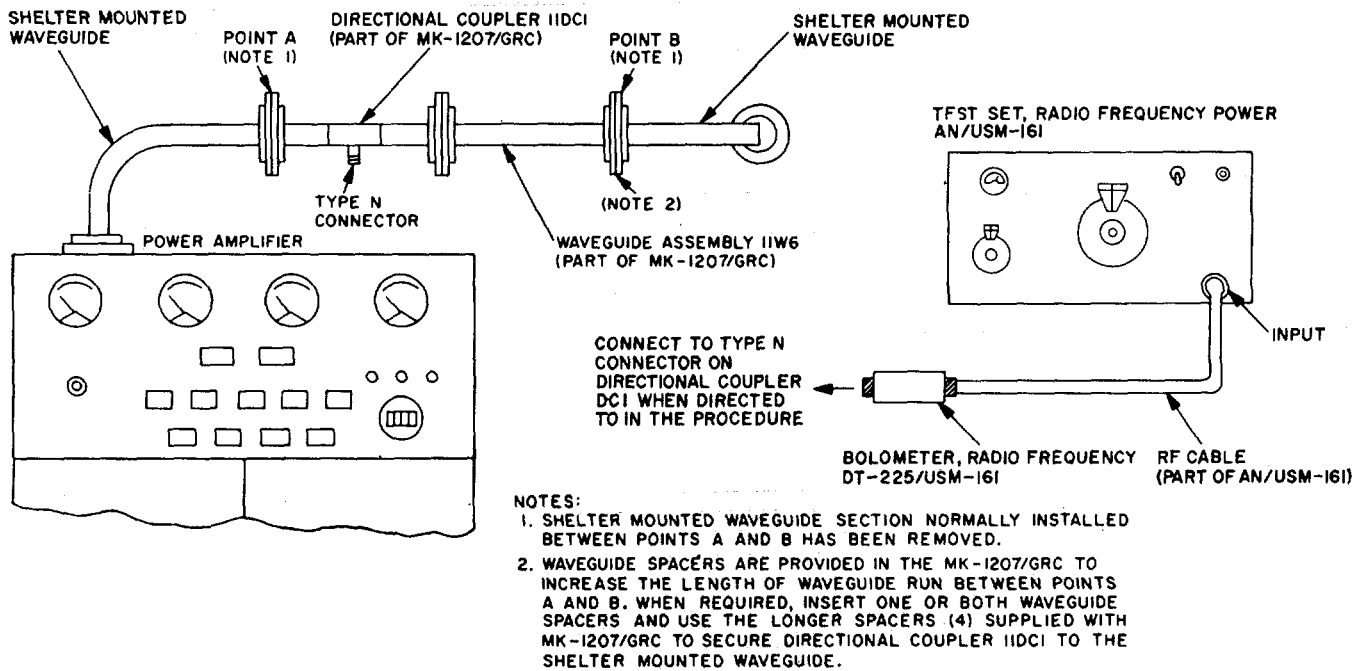 SHELTER MOUNTED
WAVEGUIDE
POINT A
(NOTE 1)
DIRECTIONAL COUPLER 11DC1
(PART OF MK-1207/GRC)
POINT B
(NOTE 1)
SHELTER MOUNTED
WAVEGUIDE
TYPE N
CONNECTOR
(NOTE 2)
WAVEGUIDE ASSEMBLY 11W6
(PART OF MK-1207/GRC)
POWER AMPLIFIER
TFST SET, RADIO FREQUENCY POWER
AN/USM-161
INPUT
CONNECT TO TYPE N
CONNECTOR ON
DIRECTIONAL COUPLER
DC1 WHEN DIRECTED
TO IN THE PROCEDURE
BOLOMETER, RADIO FREQUENCY
DT-225/USM-161
RF CABLE
(PART OF AN/USM-161)
NOTES:
1. SHELTER MOUNTED WAVEGUIDE SECTION NORMALLY INSTALLED
BETWEEN POINTS A AND B HAS BEEN REMOVED.
2. WAVEGUIDE SPACERS ARE PROVIDED IN THE MK-1207/GRC TO
INCREASE THE LENGTH OF WAVEGUIDE RUN BETWEEN POINTS
A AND B. WHEN REQUIRED, INSERT ONE OR BOTH WAVEGUIDE
SPACERS AND USE THE LONGER SPACERS (4) SUPPLIED WITH
MK-1207/GRC TO SECURE DIRECTIONAL COUPLER 11DC1 TO THE
SHELTER MOUNTED WAVEGUIDE.